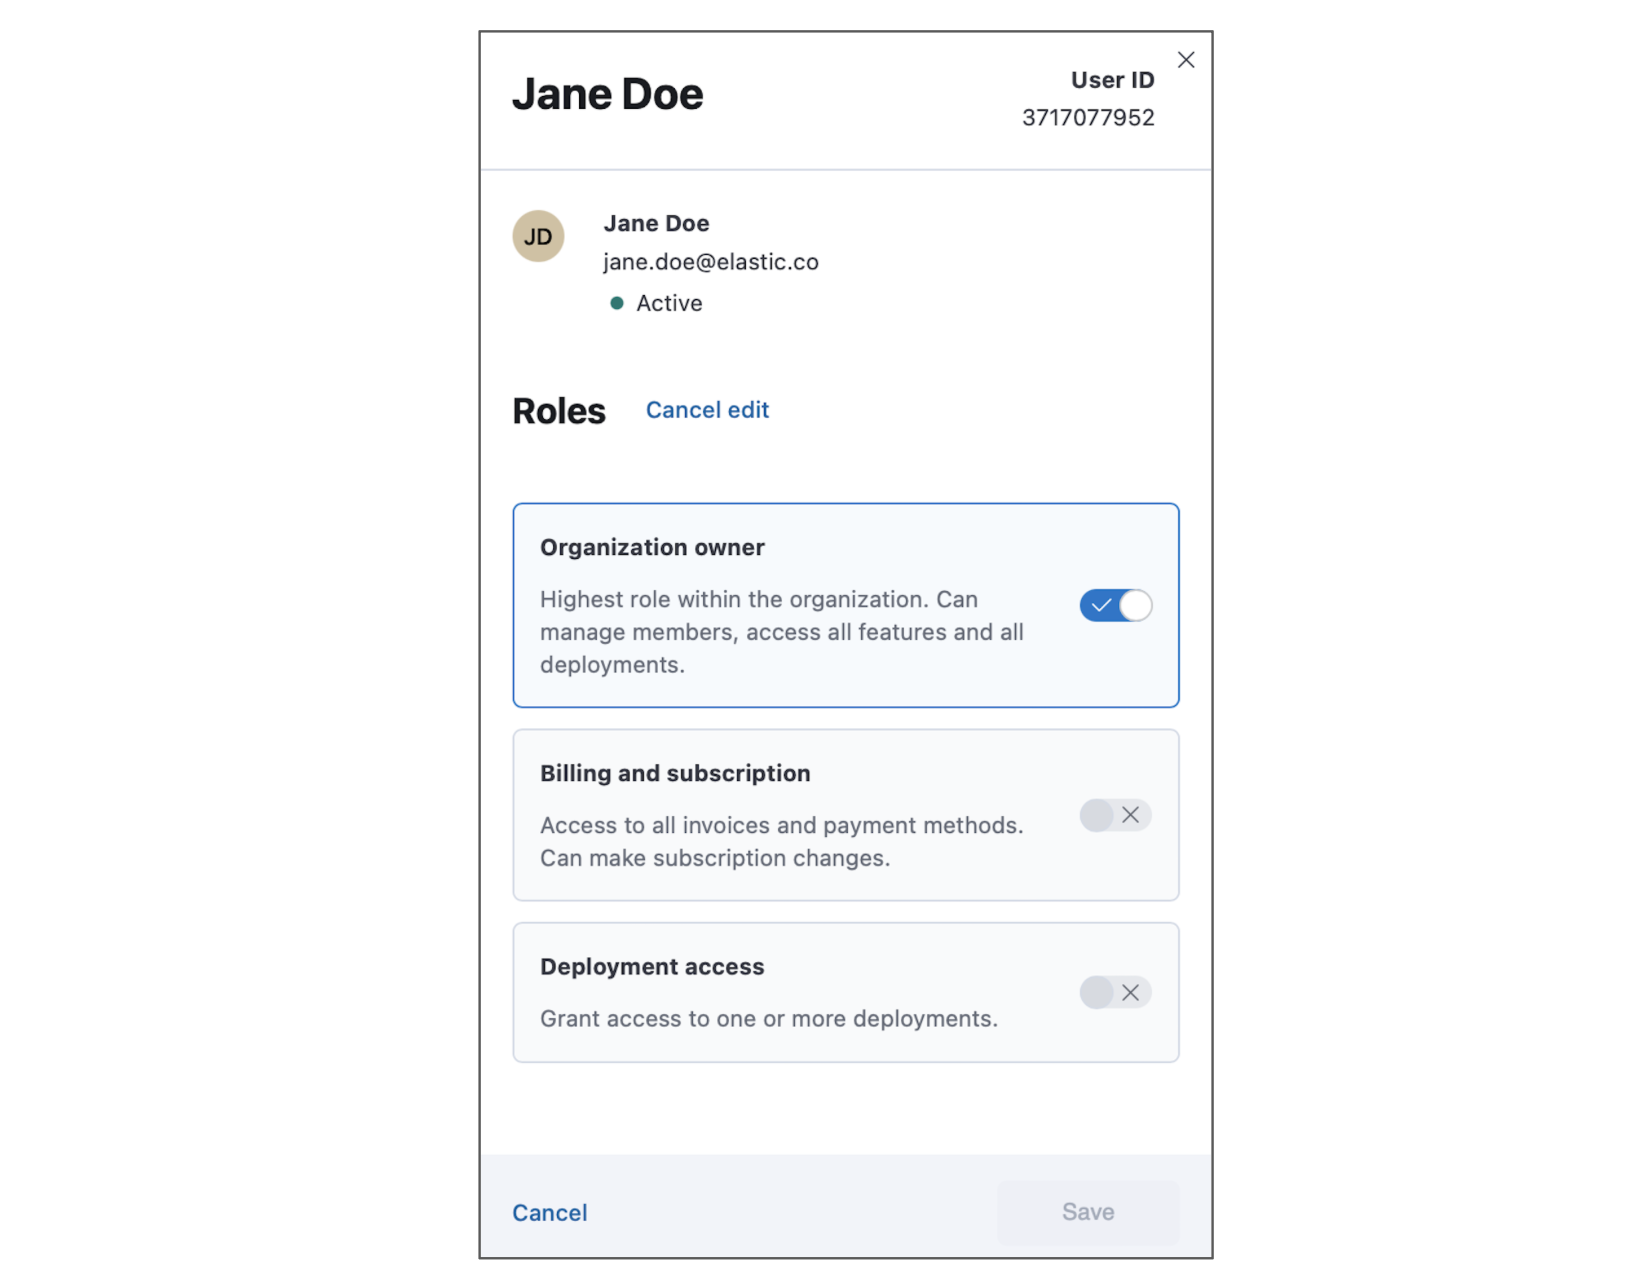 Jane Doe
User ID
3717077952
JD
Jane Doe
jane.doe@elastic.co
Active
Roles
Cancel edit
Organization owner
Highest role within the organization. Can
manage members, access all features and all
deployments.
Billing and subscription
Access to all invoices and payment methods.
Can make subscription changes.
Deployment access
Grant access to one or more deployments.
Cancel
Save